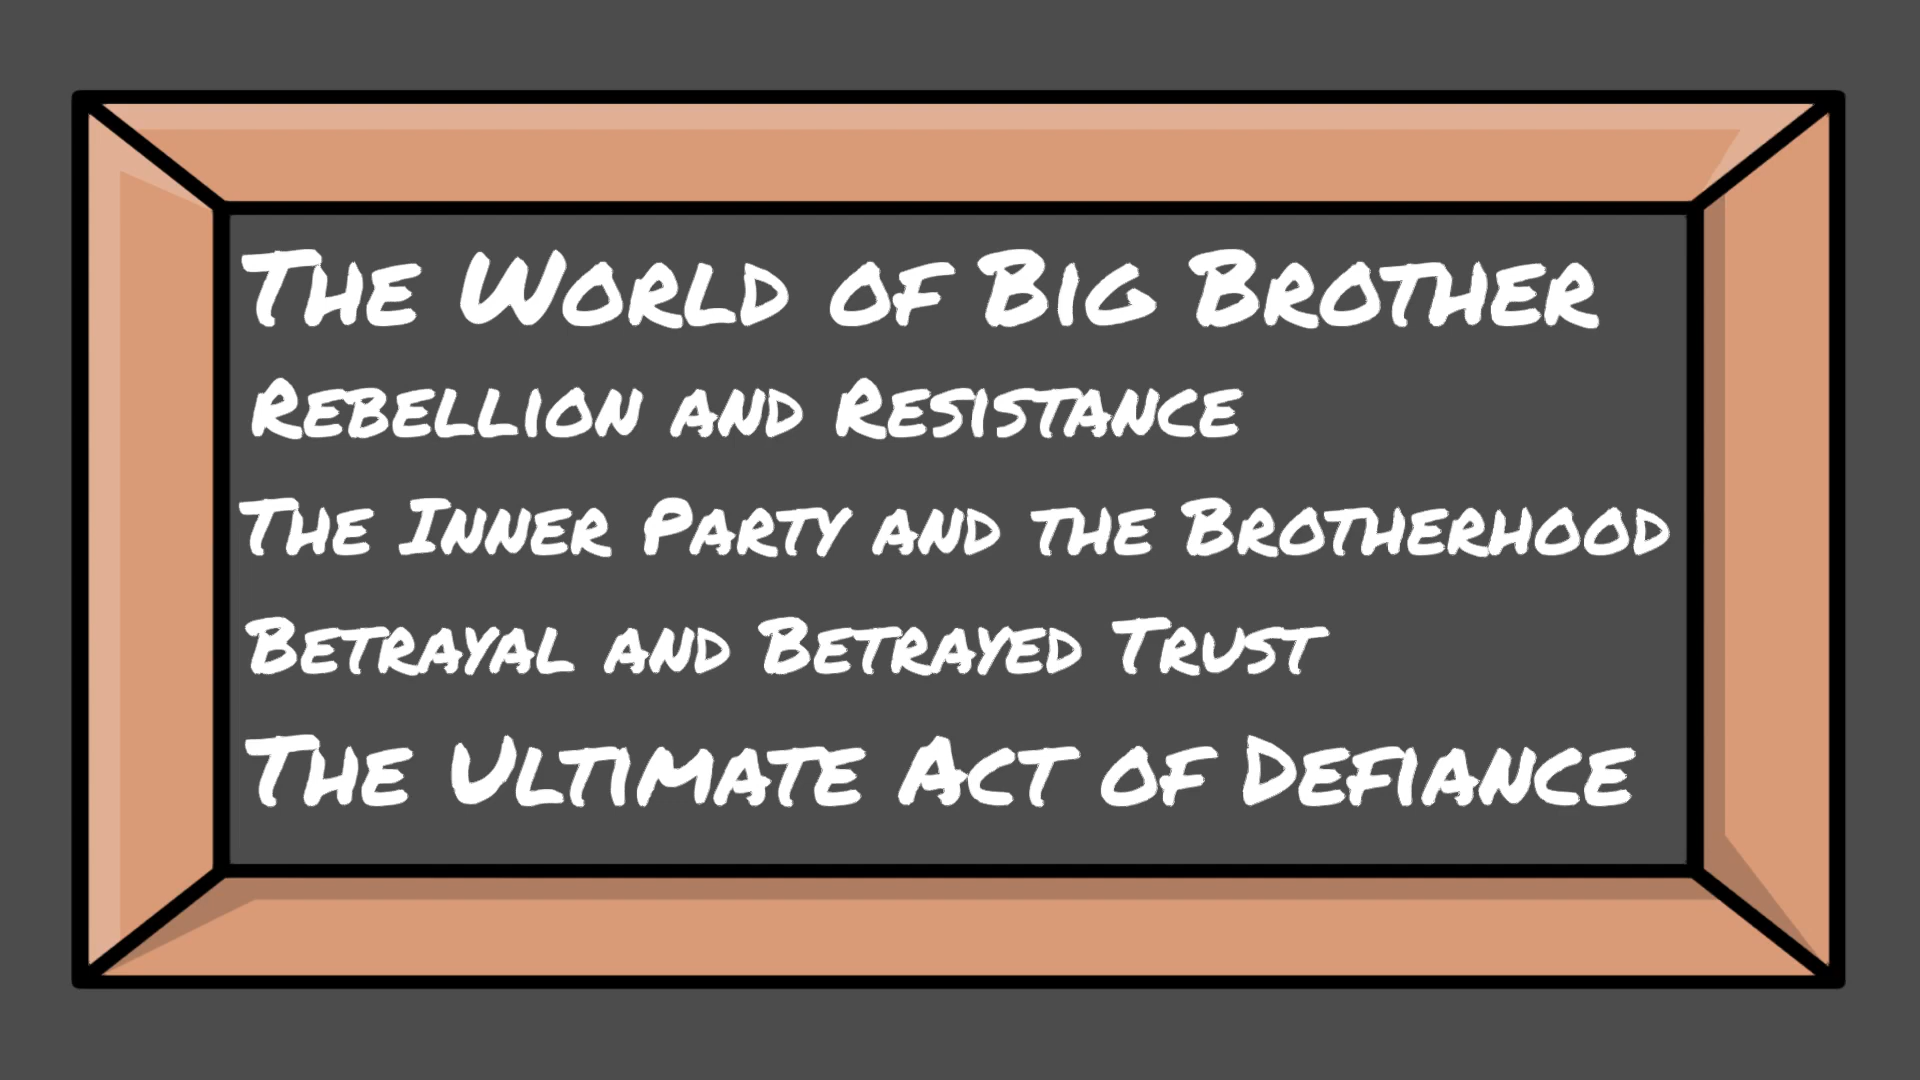 The World of Big Brother
Rebellion and Resistance
The Inner Party and the Brotherhood
Betrayal and Betrayed Trust
The Ultimate Act of Defiance